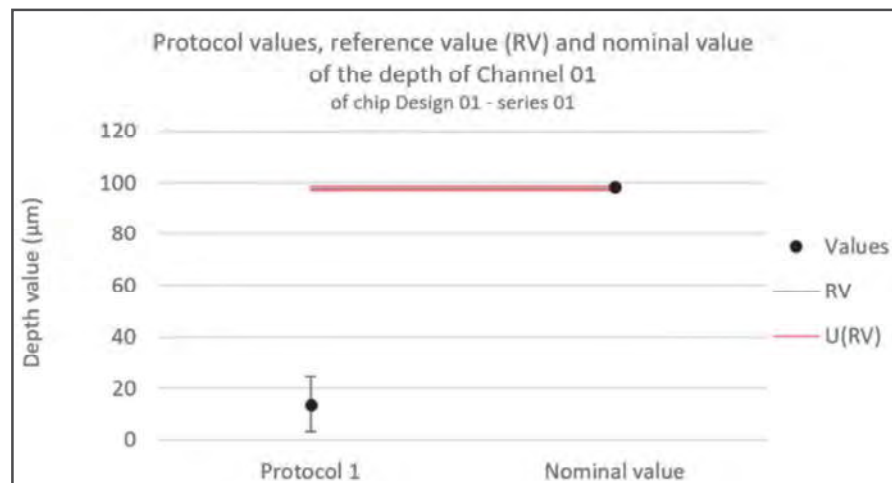 Protocol values, reference value (RV) and nominal value
of the depth of Channel 01
of chip Design 01 - series 01
Depth value (µm)
120
100
80
60
40
20
0
Protocol 1
Nominal value
Values
RV
U(RV)